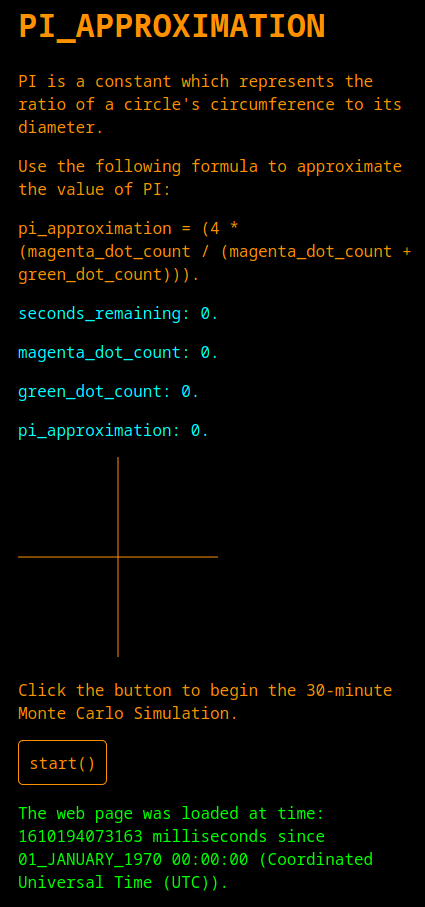 PI_APPROXIMATION
PI is a constant which represents the
ratio of a circle's circumference to its
diameter.
Use the following formula to approximate
the value of PI:
pi_approximation = (4 *
(magenta_dot_count / (magenta_dot_count +
green_dot_count))).
seconds_remaining: 0.
magenta_dot_count: 0.
green_dot_count: 0.
pi_approximation: 0.
Click the button to begin the 30-minute
Monte Carlo Simulation.
start()
The web page was loaded at time:
1610194073163 milliseconds since
01_JANUARY_1970 00:00:00 (Coordinated
Universal Time (UTC)).